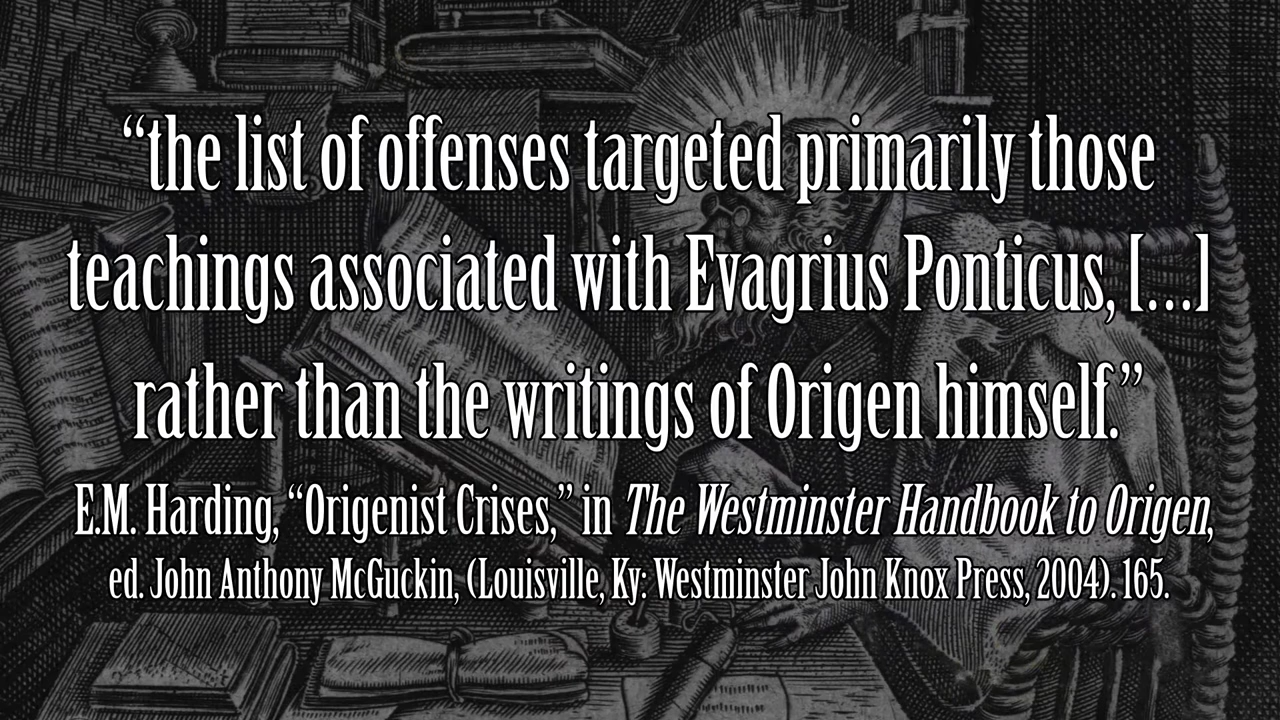 “the list of offenses targeted primarily those
teachings associated with Evagrius Ponticus, [...]
rather than the writings of Origen himself.”
E.M. Harding, “Origenist Crises,” in The Westminster Handbook to Origen,
ed. John Anthony McGuckin, (Louisville, Ky: Westminster John Knox Press, 2004). 165.